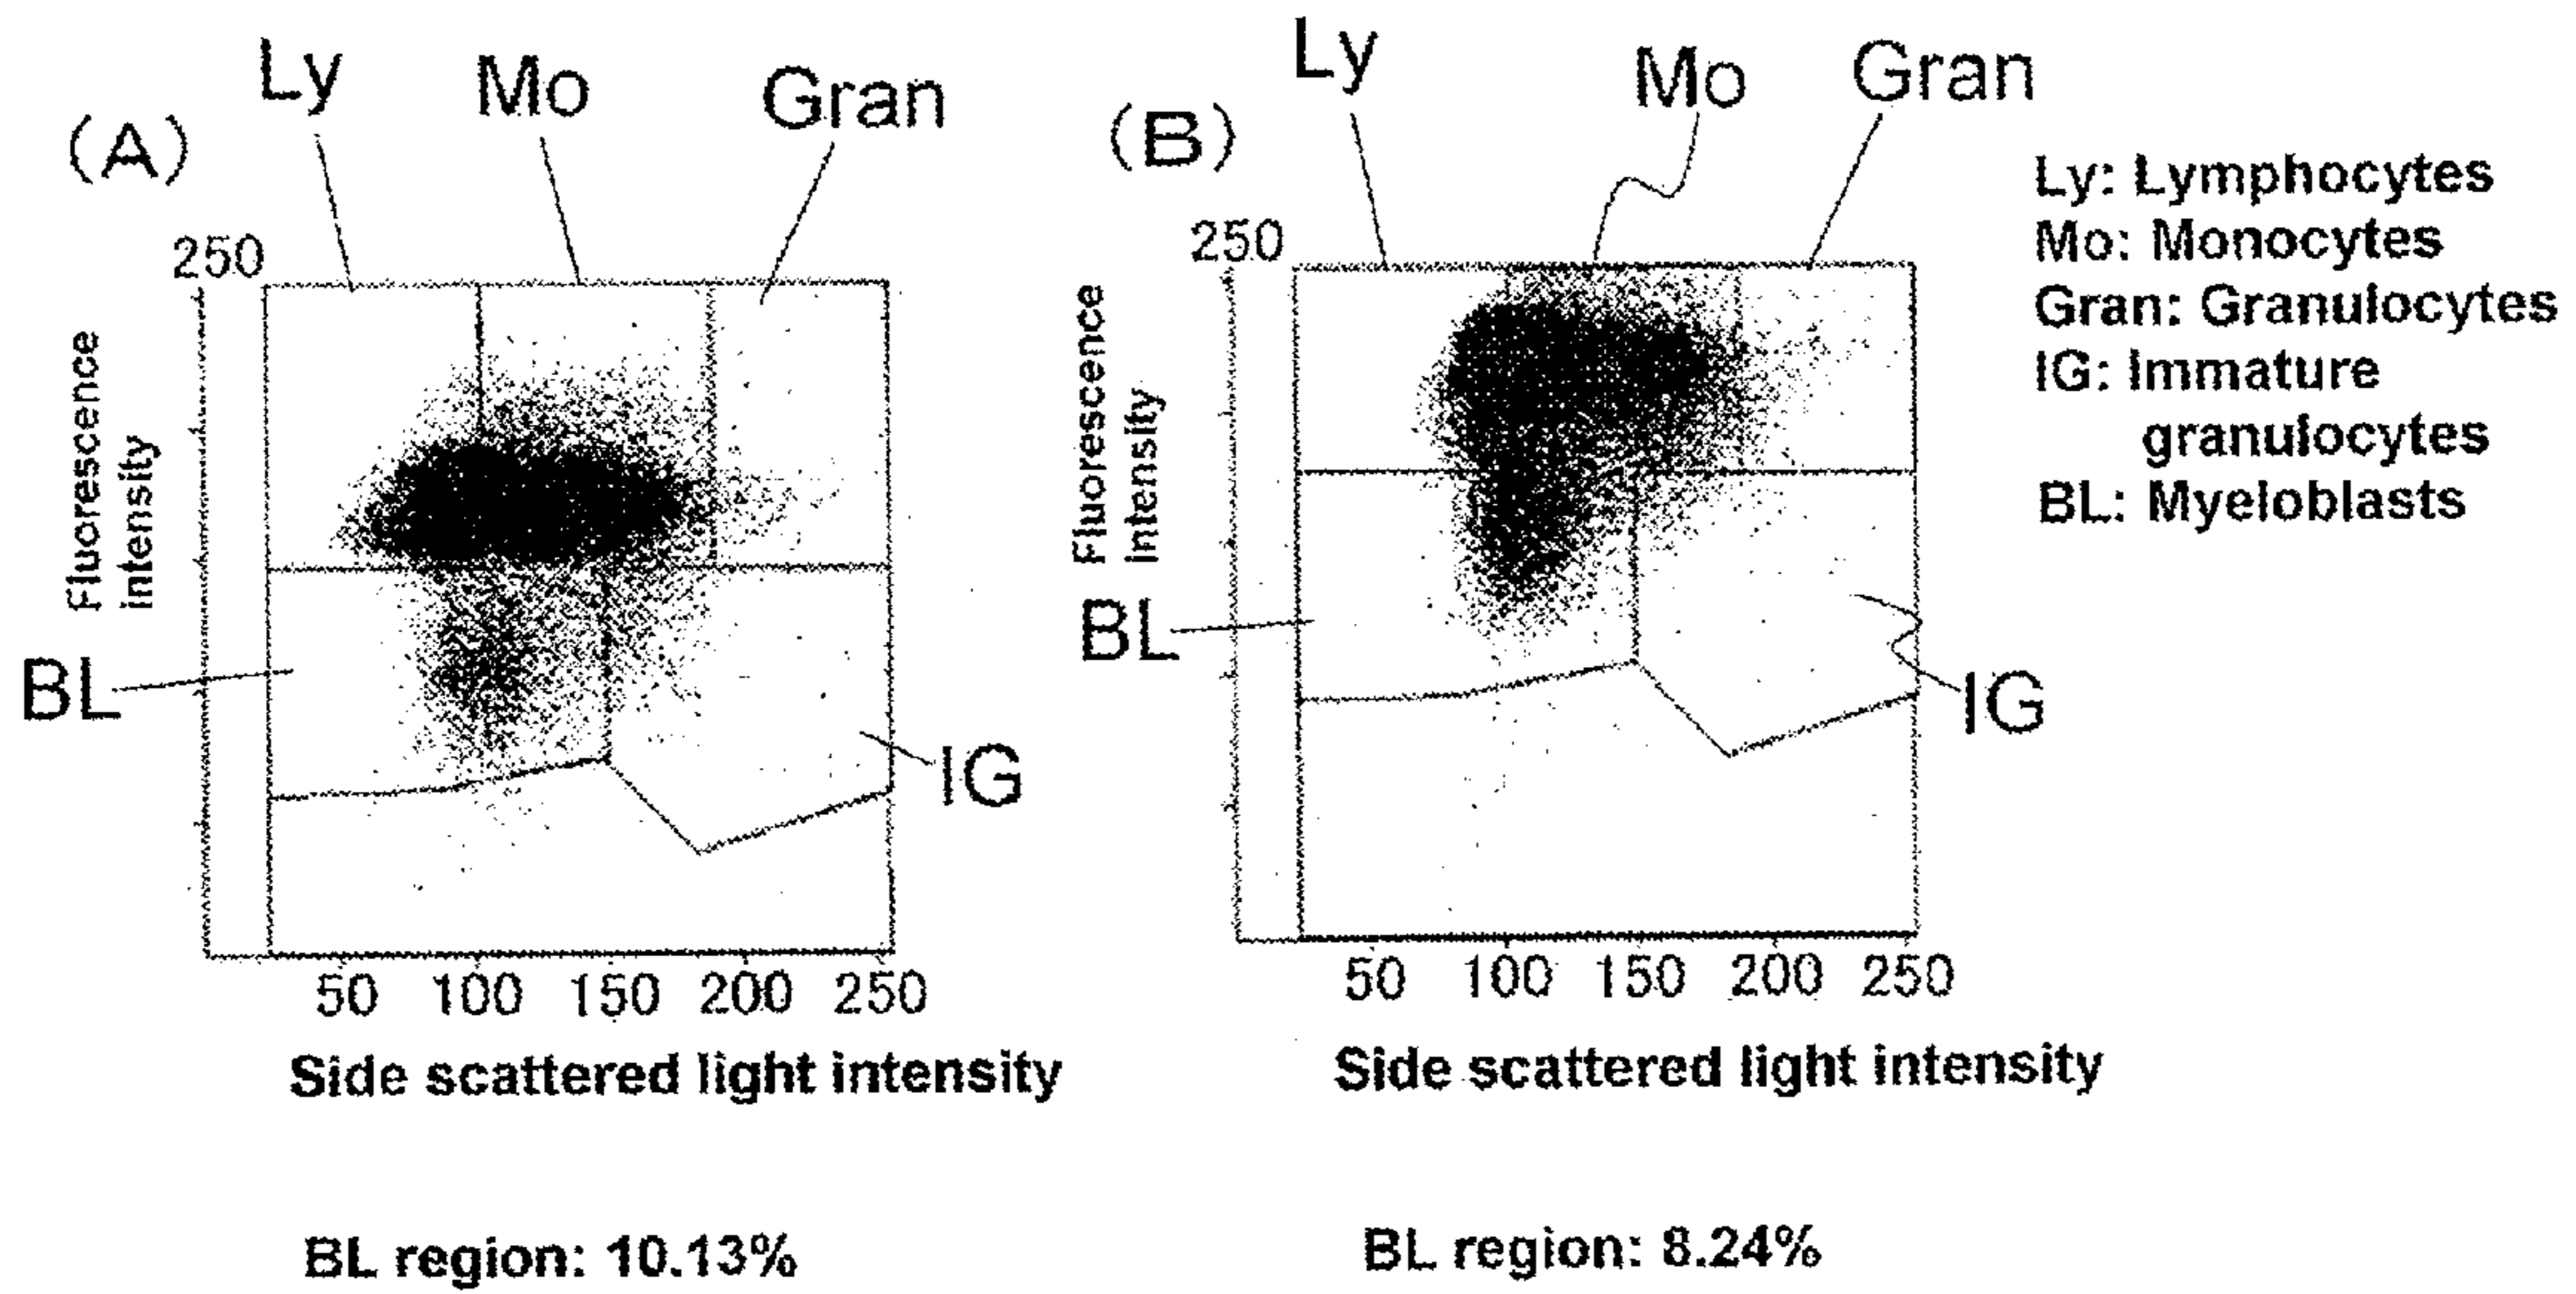 (A)
Ly
Mo
Gran
250
Fluorescence
intensity
BL
IG
50 100 150 200 250
Side scattered light intensity
BL region: 10.13%
(B)
Ly
Mo
Gran
250
Fluorescence
intensity
BL
IG
50 100 150 200 250
Side scattered light intensity
BL region: 8.24%
Ly: Lymphocytes
Mo: Monocytes
Gran: Granulocytes
IG: Immature
granulocytes
BL: Myeloblasts